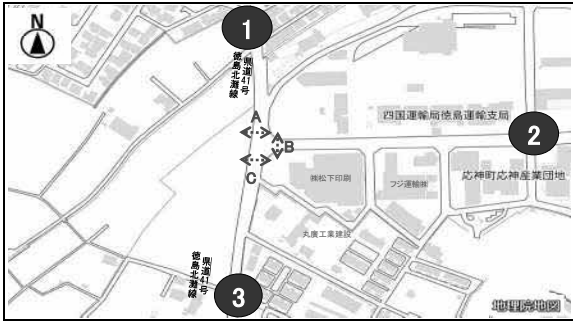 N
1
県道41号
徳島北灘線
A
B
C
四国運輸局徳島運輸支局
2
㈱松下印刷
フジ運輸㈱
応神町応神産業団地
丸廣工業建設
県道41号
徳島北灘線
3
地理院地図